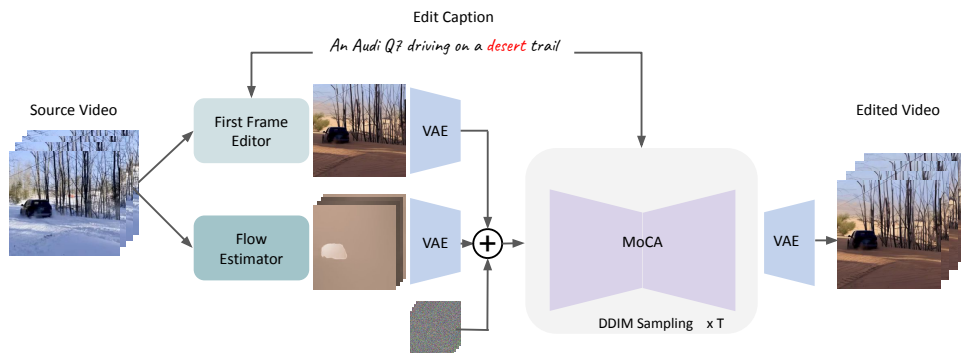 Edit Caption
An Audi Q7 driving on a desert trail
Source Video
First Frame
Editor
VAE
Edited Video
Flow
Estimator
VAE
MoCA
VAE
DDIM Sampling x T